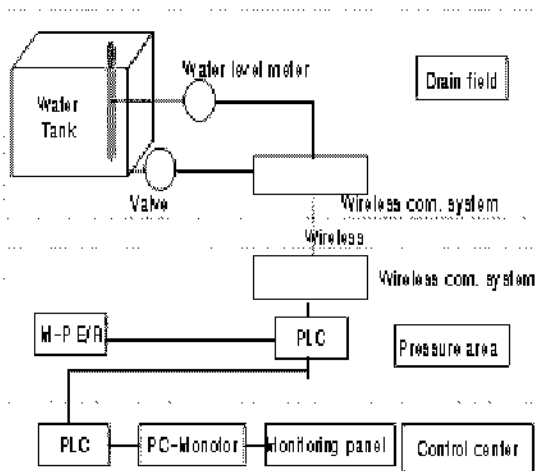 Water level meter
Drain field
Water
Tank
Valve
Wireless com. system
Wireless
Wireless com. system
M-P E/R
PLC
Pressure area
PLC
PC-Monotor
Monitoring panel
Control center